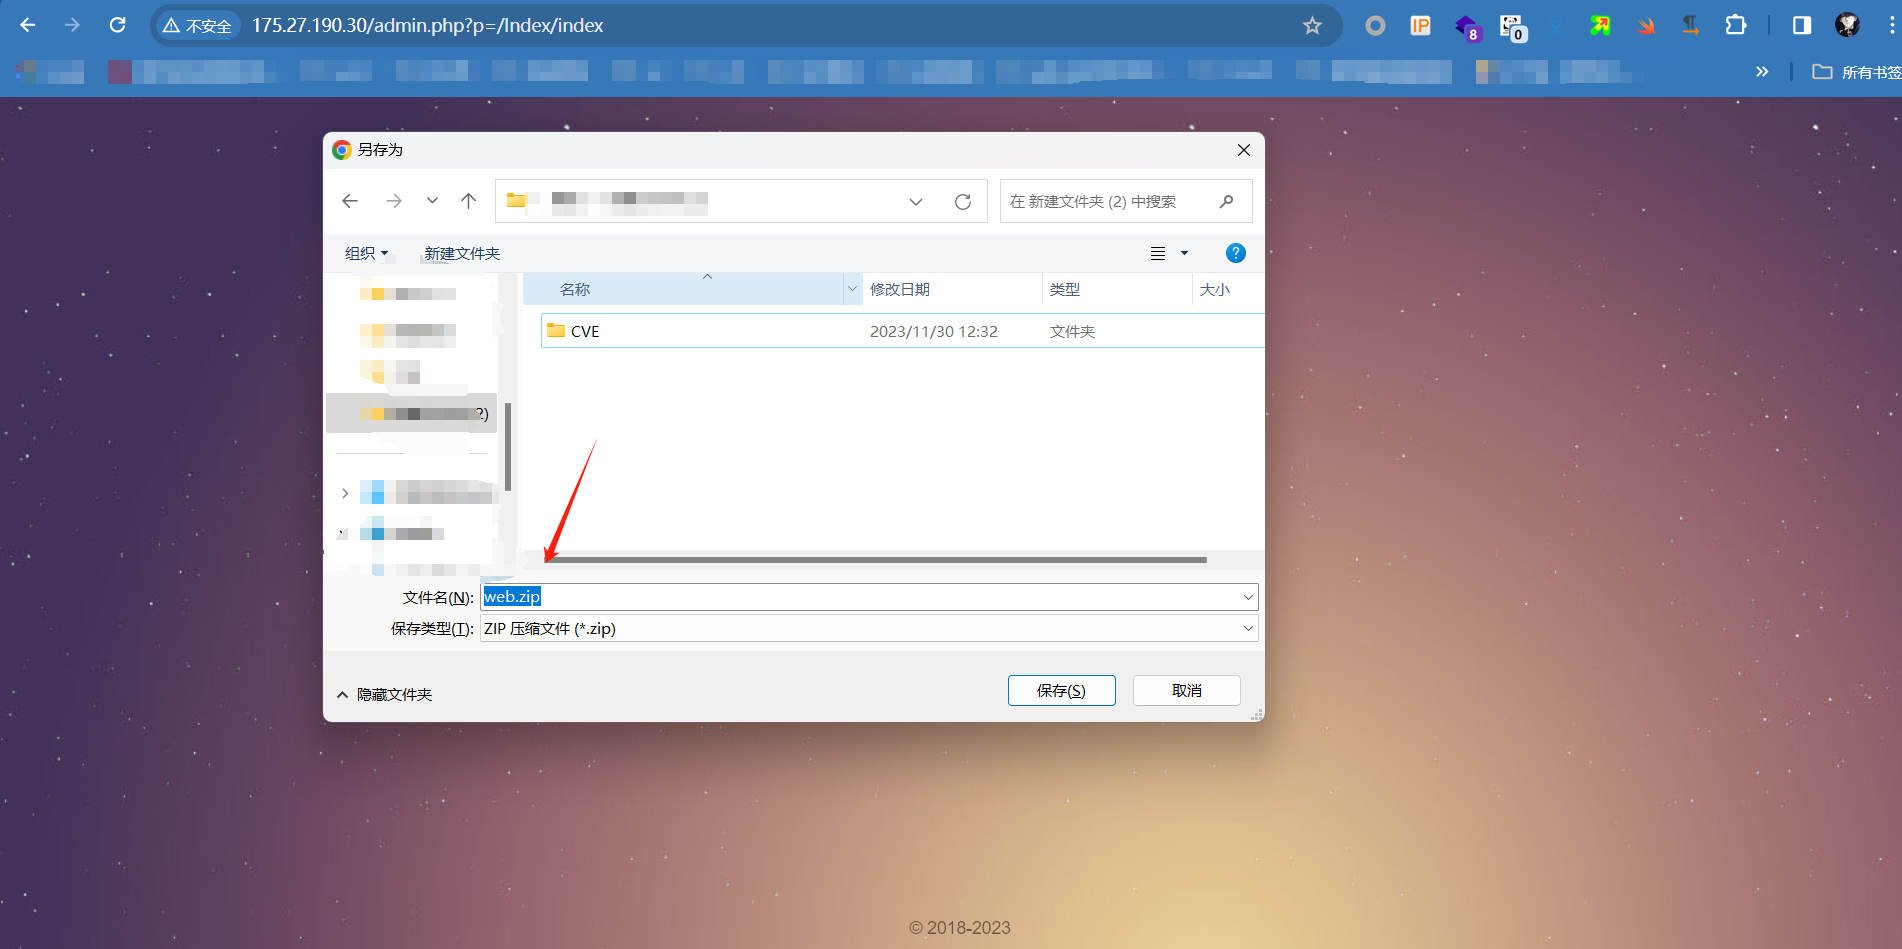 不安全 175.27.190.30/admin.php?p=/Index/index
IP 8 0
所有书签
另存为
在 新建文件夹 (2) 中搜索
组织 新建文件夹
名称 修改日期 类型 大小
CVE 2023/11/30 12:32 文件夹
2)
文件名(N): web.zip
保存类型(T): ZIP 压缩文件 (*.zip)
隐藏文件夹 保存(S) 取消
© 2018-2023